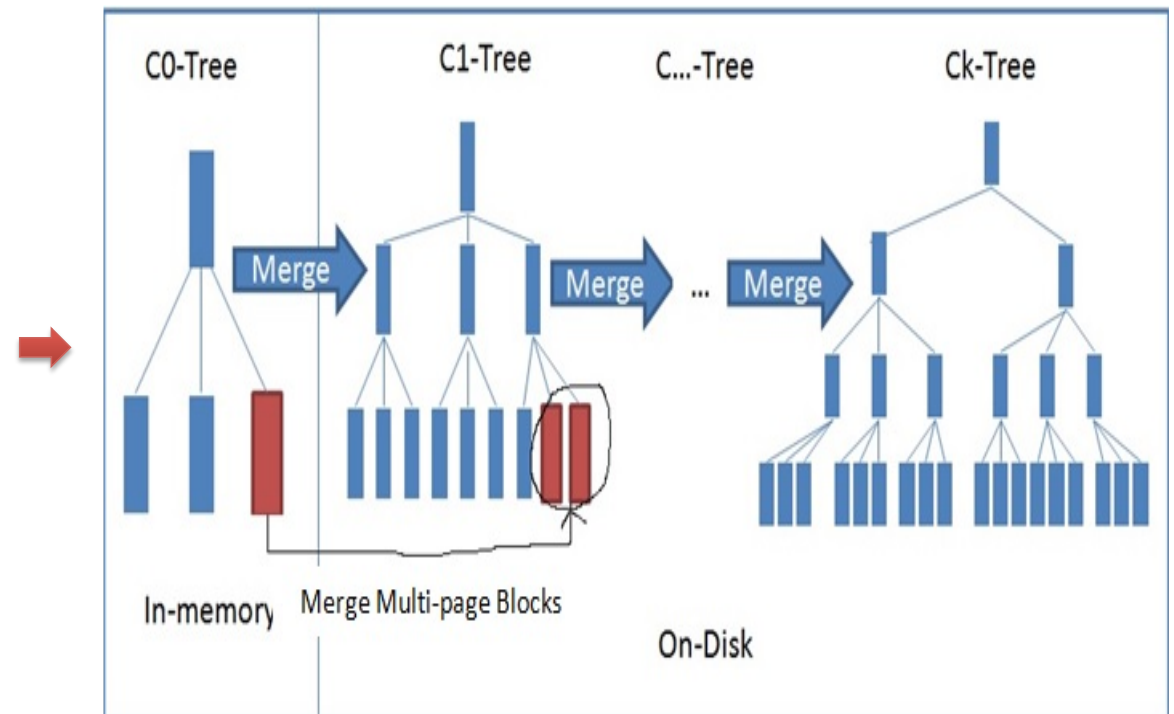 C0-Tree
C1-Tree
C...-Tree
Ck-Tree
Merge
Merge
...
Merge
In-memory
Merge Multi-page Blocks
On-Disk